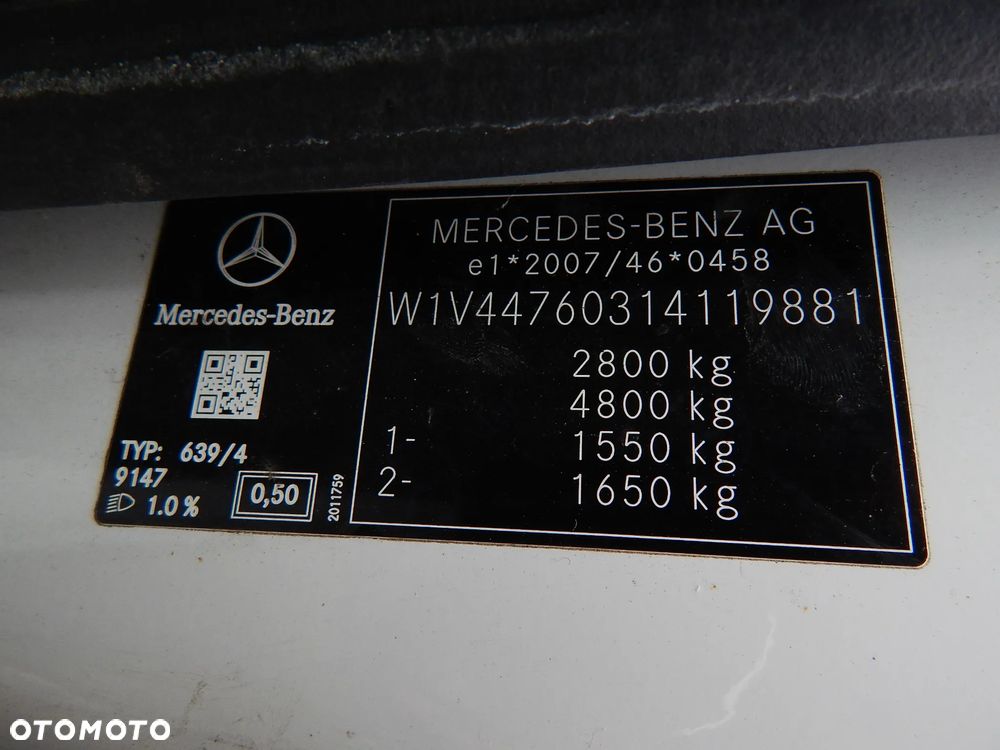 Mercedes-Benz
TYP: 639/4
9147
1.0 %
0,50
2011759
MERCEDES-BENZ AG
e1*2007/46*0458
W1V44760314119881
2800 kg
4800 kg
1- 1550 kg
2- 1650 kg
OTOMOTO